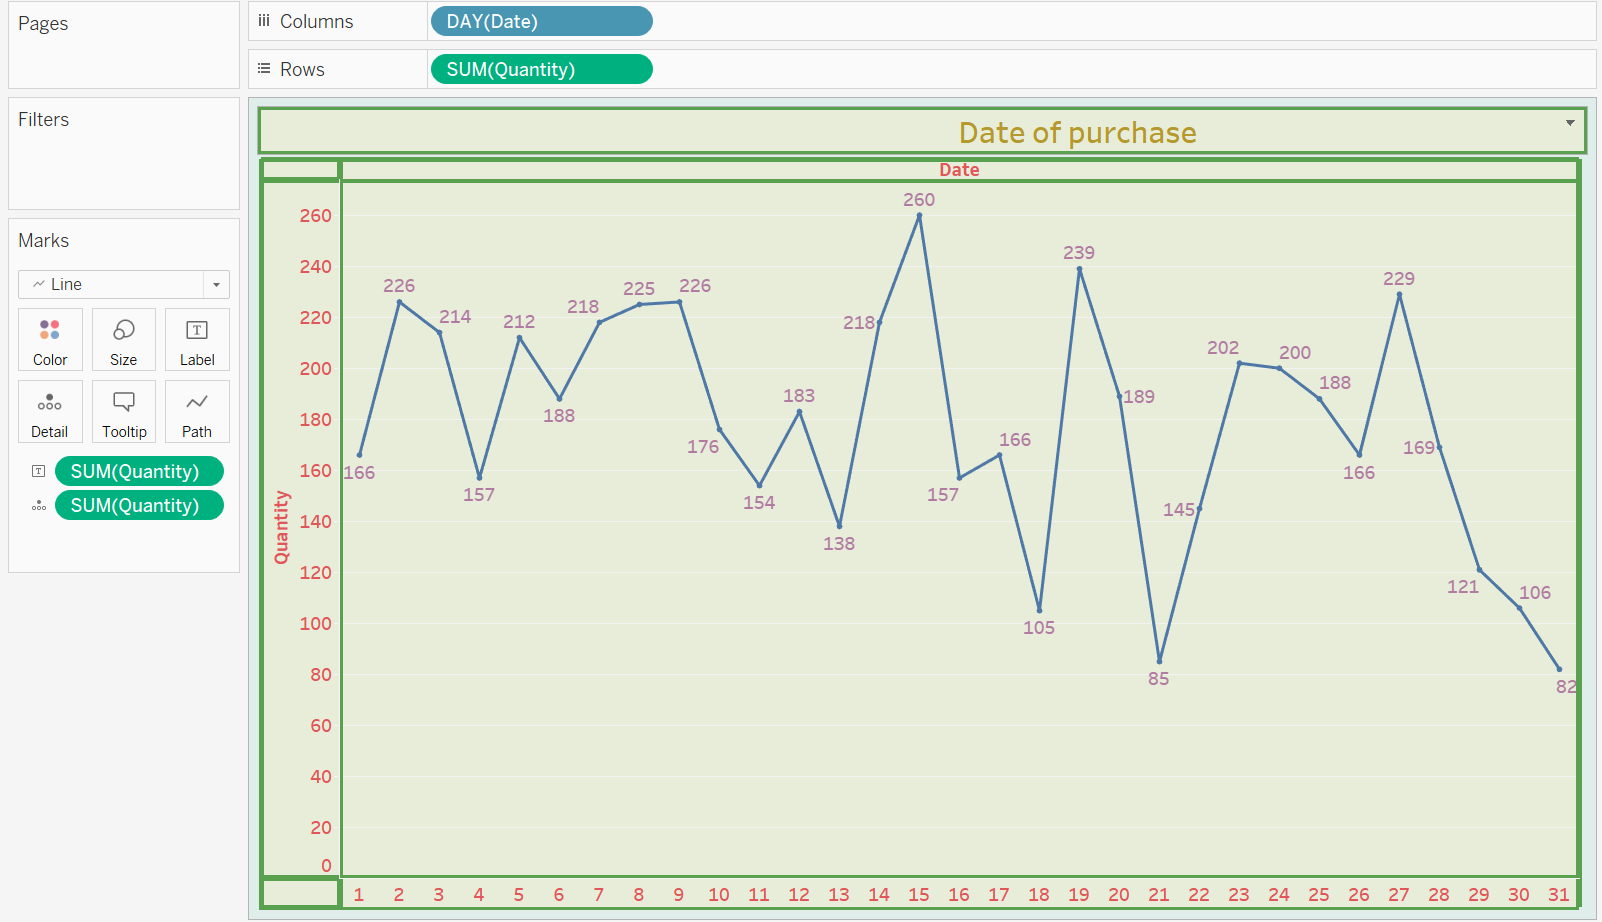 Pages
Columns
DAY(Date)
Rows
SUM(Quantity)
Filters
Marks
Line
Color
Size
Label
Detail
Tooltip
Path
SUM(Quantity)
SUM(Quantity)
Date of purchase
Date
Quantity
260
240
220
200
180
160
140
120
100
80
60
40
20
0
166
226
214
157
212
188
218
225
226
176
154
183
138
218
260
157
166
105
239
189
85
145
202
200
188
166
229
169
121
106
82
1 2 3 4 5 6 7 8 9 10 11 12 13 14 15 16 17 18 19 20 21 22 23 24 25 26 27 28 29 30 31